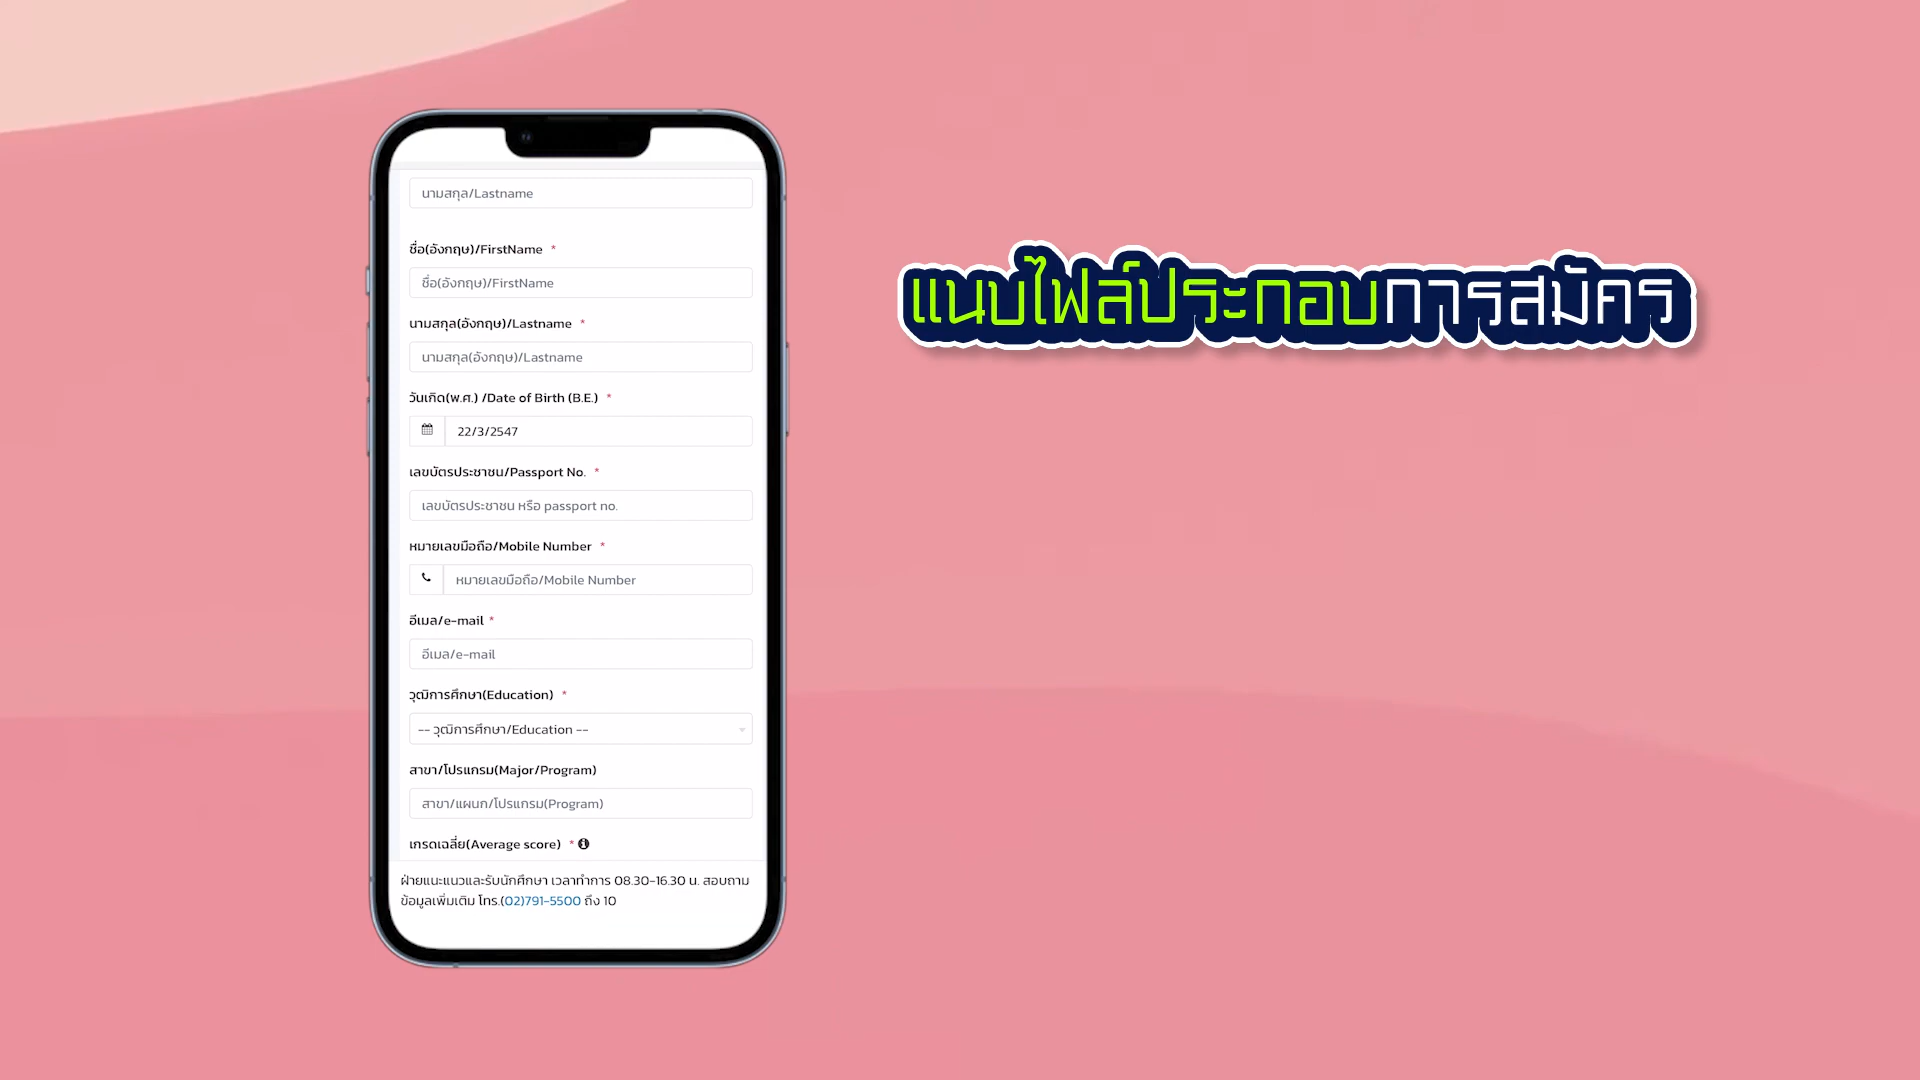 นามสกุล/Lastname
ชื่อ(อังกฤษ)/FirstName *
ชื่อ(อังกฤษ)/FirstName
นามสกุล(อังกฤษ)/Lastname *
นามสกุล(อังกฤษ)/Lastname
วันเกิด(พ.ศ.) /Date of Birth (B.E.) *
22/3/2547
เลขบัตรประชาชน/Passport No. *
เลขบัตรประชาชน หรือ passport no.
หมายเลขมือถือ/Mobile Number *
หมายเลขมือถือ/Mobile Number
อีเมล/e-mail *
อีเมล/e-mail
วุฒิการศึกษา(Education) *
-- วุฒิการศึกษา/Education --
สาขา/โปรแกรม(Major/Program)
สาขา/แผนก/โปรแกรม(Program)
เกรดเฉลี่ย(Average score) *
ฝ่ายแนะแนวและรับนักศึกษา เวลาทำการ 08.30-16.30 น. สอบถาม
ข้อมูลเพิ่มเติม โทร.(02)791-5500 ถึง 10
แนบไฟล์ประกอบการสมัคร